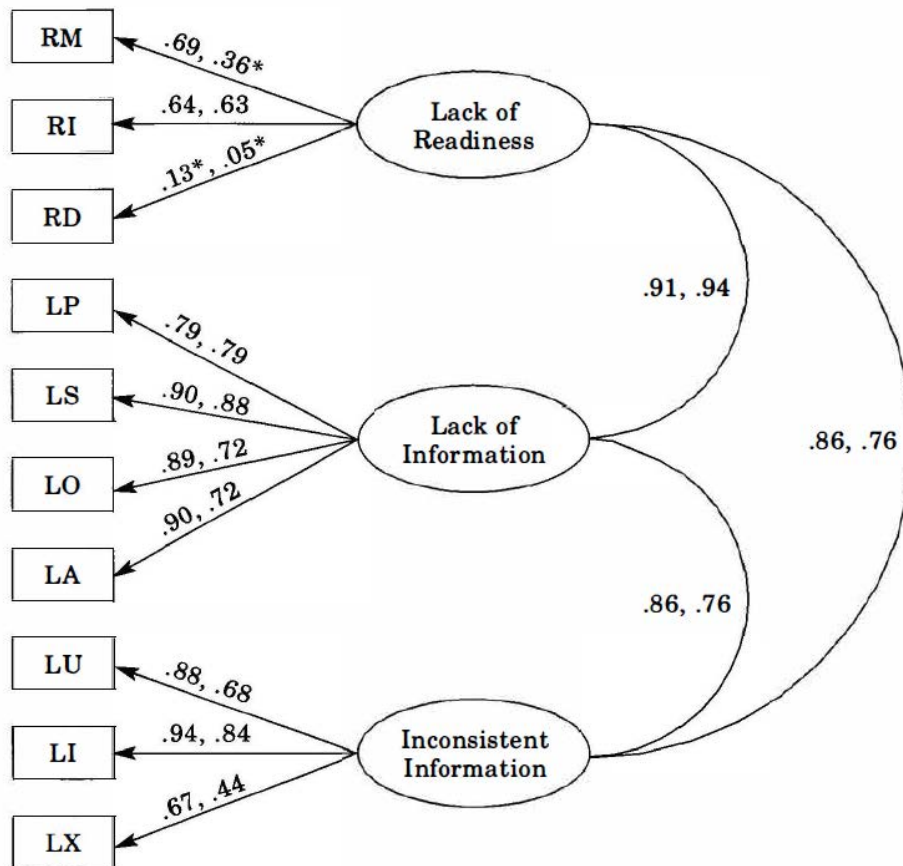 RM
.69, .36*
RI
.64, .63
Lack of
Readiness
RD
.13*, .05*
LP
.79, .79
.91, .94
LS
.90, .88
LO
.89, .72
Lack of
Information
.86, .76
LA
.90, .72
.86, .76
LU
.88, .68
LI
.94, .84
Inconsistent
Information
LX
.67, .44